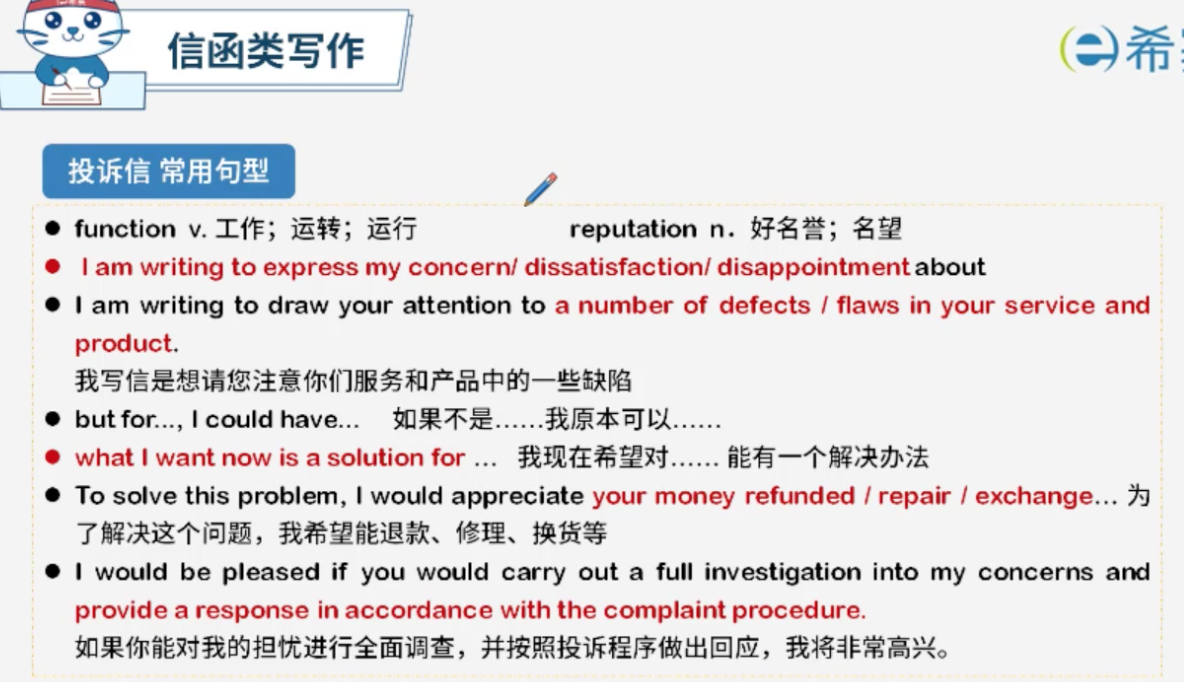 信函类写作
希
投诉信 常用句型
● function v. 工作；运转；运行 reputation n. 好名誉；名望
● I am writing to express my concern/ dissatisfaction/ disappointment about
● I am writing to draw your attention to a number of defects / flaws in your service and
product.
我写信是想请您注意你们服务和产品中的一些缺陷
● but for..., I could have... 如果不是……我原本可以……
● what I want now is a solution for ... 我现在希望对…… 能有一个解决办法
● To solve this problem, I would appreciate your money refunded / repair / exchange... 为
了解决这个问题，我希望能退款、修理、换货等
● I would be pleased if you would carry out a full investigation into my concerns and
provide a response in accordance with the complaint procedure.
如果你能对我的担忧进行全面调查，并按照投诉程序做出回应，我将非常高兴。